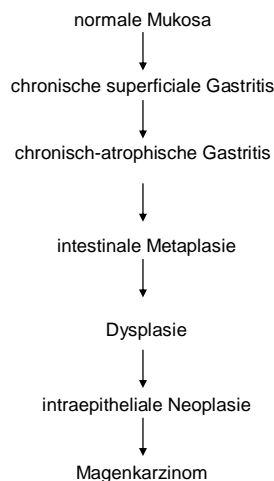 normale Mukosa
chronische superficiale Gastritis
chronisch-atrophische Gastritis
intestinale Metaplasie
Dysplasie
intraepitheliale Neoplasie
Magenkarzinom